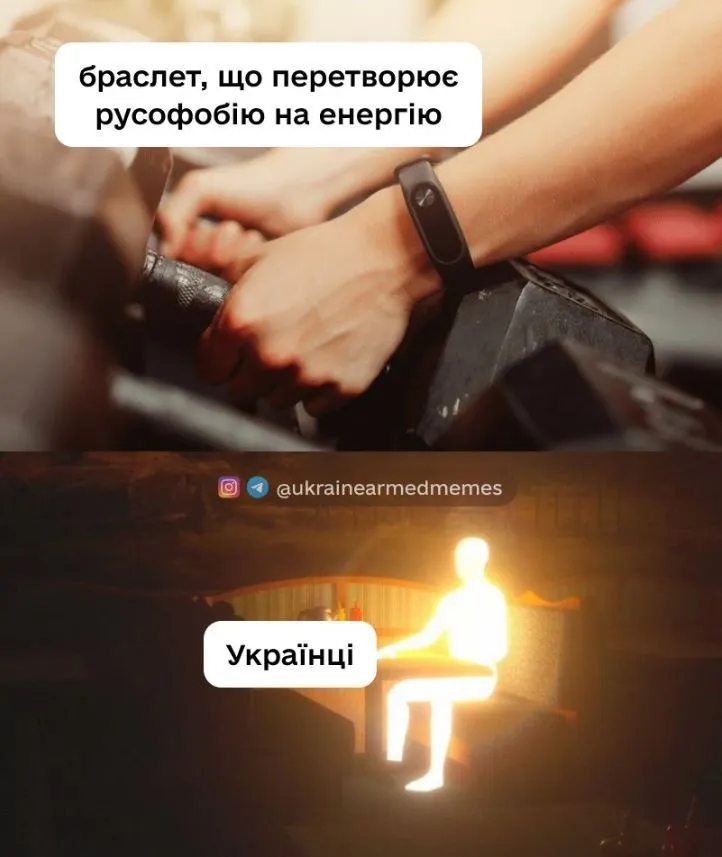 браслет, що перетворює
русофобію на енергію
@ukrainearmedmemes
Українці